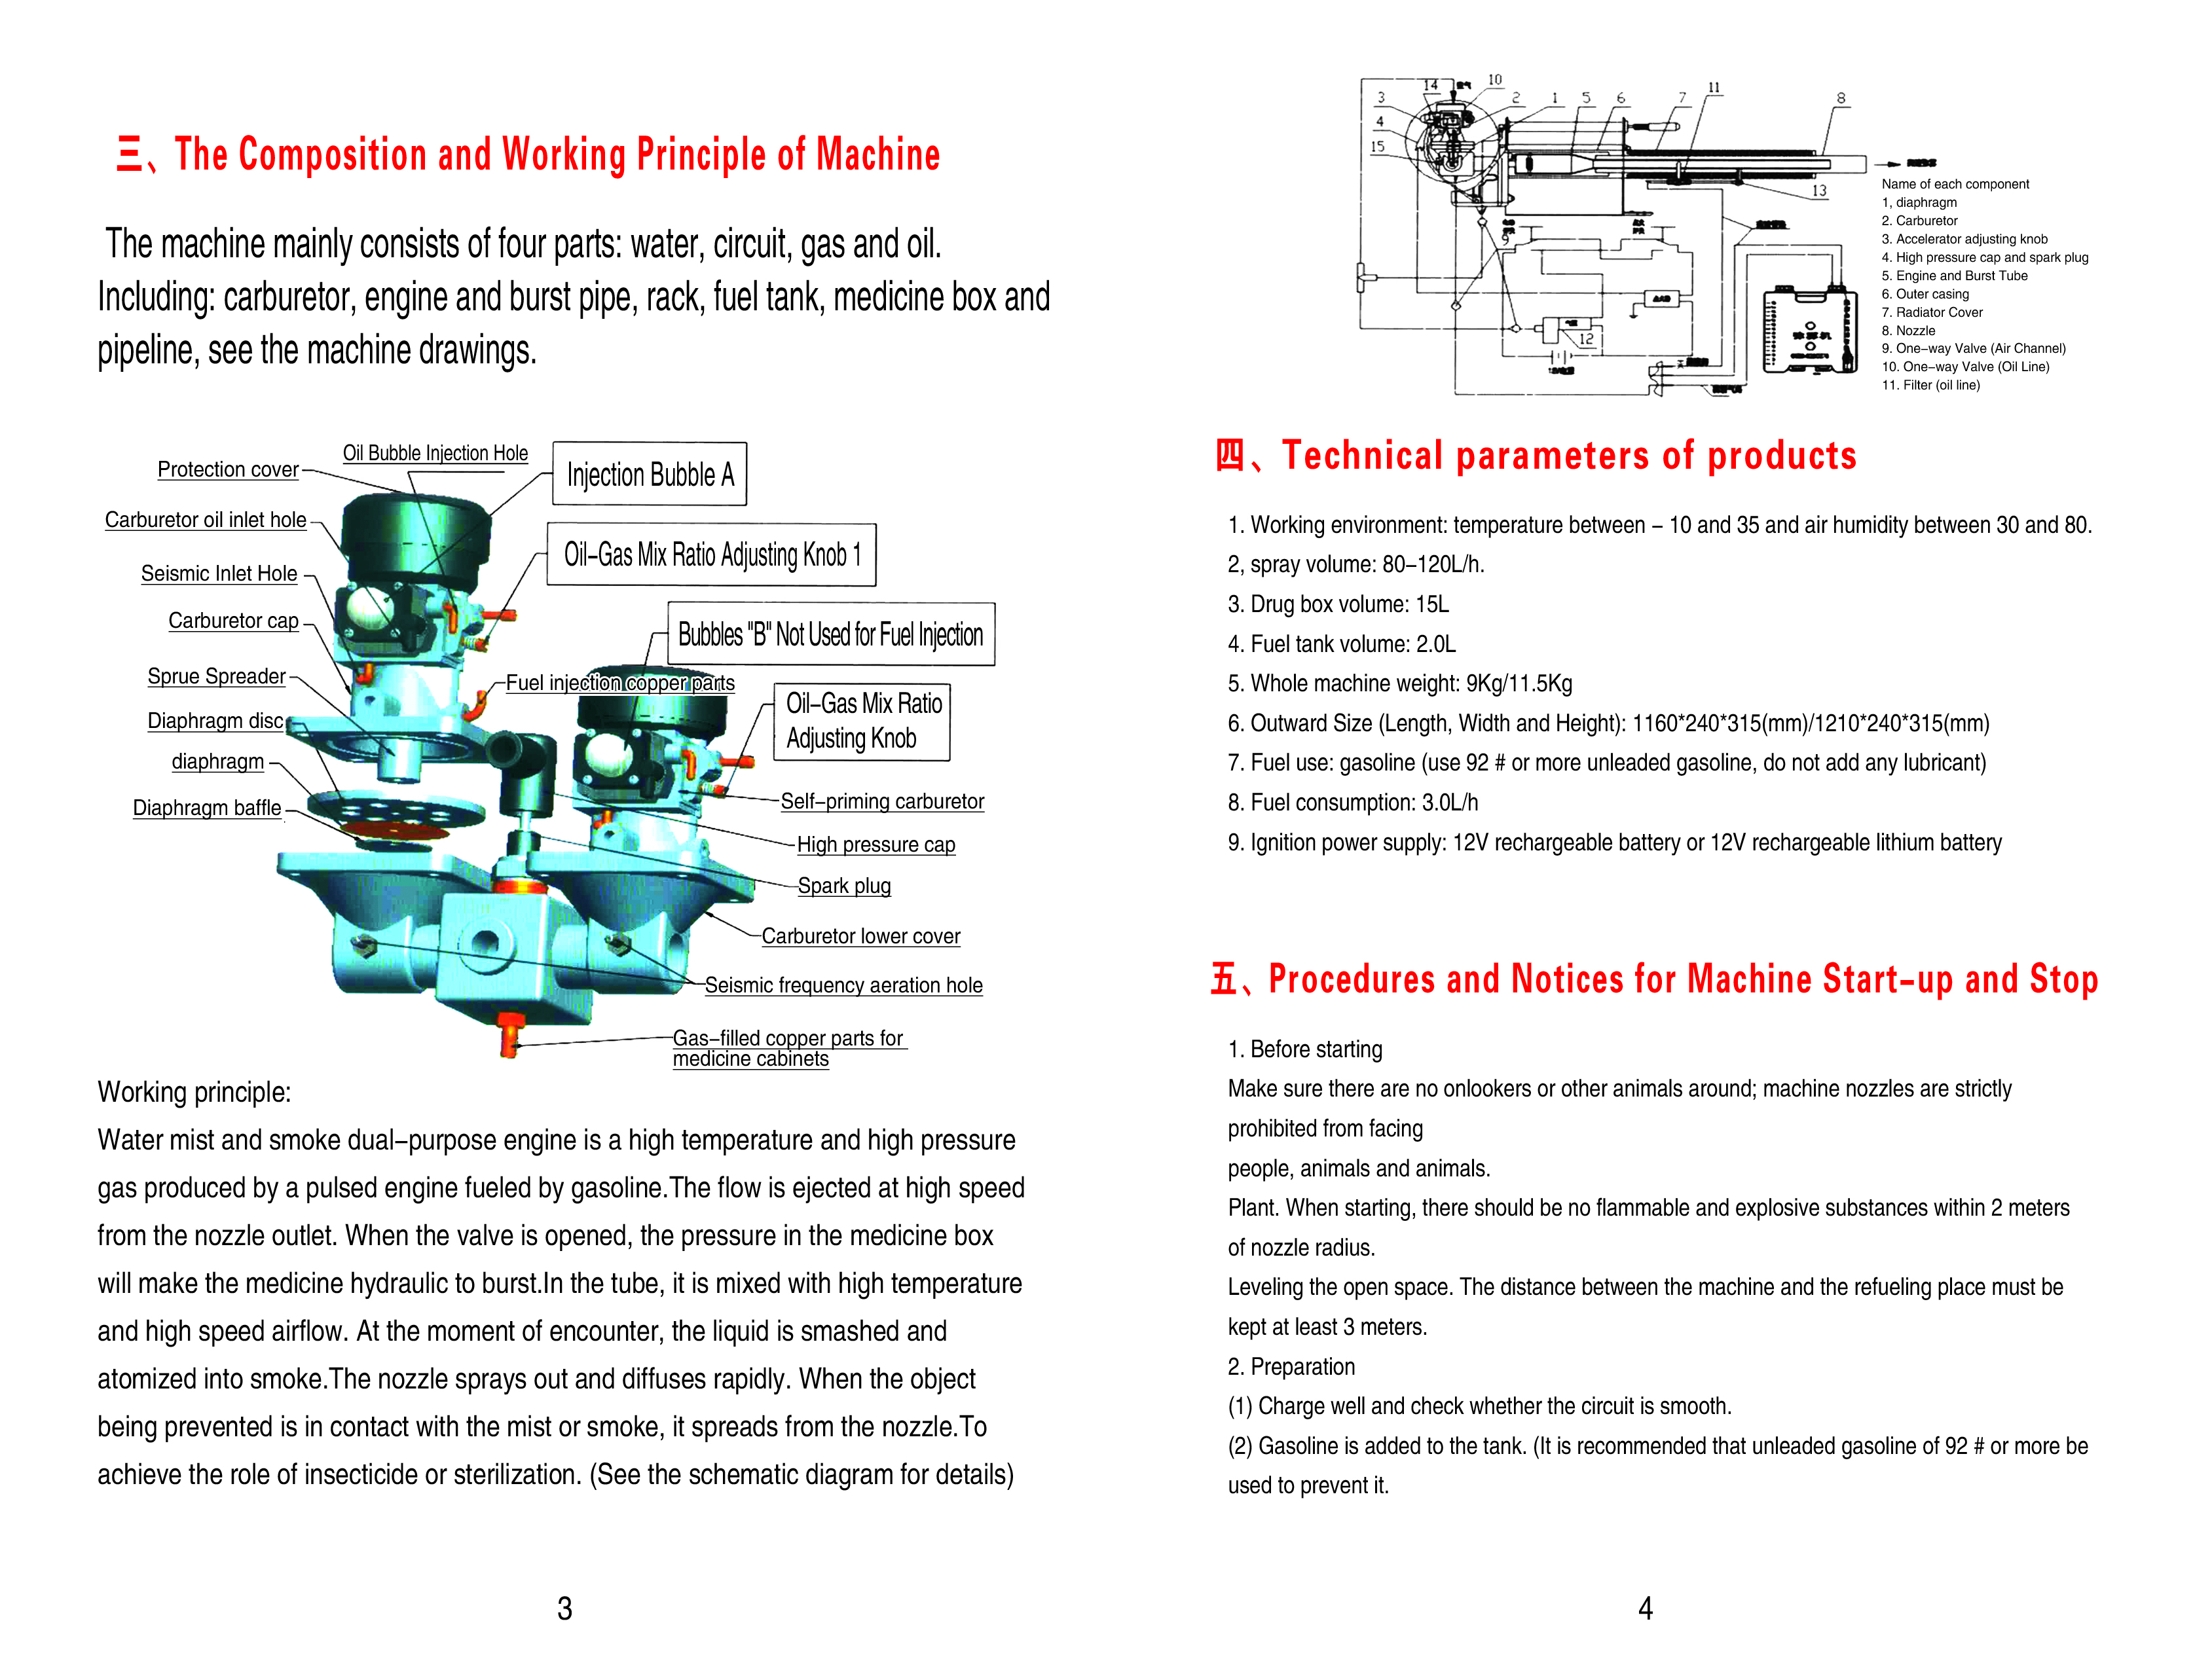 三、The Composition and Working Principle of Machine
The machine mainly consists of four parts: water, circuit, gas and oil.
Including: carburetor, engine and burst pipe, rack, fuel tank, medicine box and
pipeline, see the machine drawings.
Oil Bubble Injection Hole
Protection cover
Injection Bubble A
Carburetor oil inlet hole
Oil-Gas Mix Ratio Adjusting Knob 1
Seismic Inlet Hole
Carburetor cap
Bubbles "B" Not Used for Fuel Injection
Sprue Spreader
Fuel injection copper parts
Oil-Gas Mix Ratio
Adjusting Knob
Diaphragm disc
diaphragm
Diaphragm baffle
Self-priming carburetor
High pressure cap
Spark plug
Carburetor lower cover
Seismic frequency aeration hole
Gas-filled copper parts for
medicine cabinets
Working principle:
Water mist and smoke dual-purpose engine is a high temperature and high pressure
gas produced by a pulsed engine fueled by gasoline.The flow is ejected at high speed
from the nozzle outlet. When the valve is opened, the pressure in the medicine box
will make the medicine hydraulic to burst.In the tube, it is mixed with high temperature
and high speed airflow. At the moment of encounter, the liquid is smashed and
atomized into smoke.The nozzle sprays out and diffuses rapidly. When the object
being prevented is in contact with the mist or smoke, it spreads from the nozzle.To
achieve the role of insecticide or sterilization. (See the schematic diagram for details)
3
14
10
3
2
1
5
6
7
11
8
4
15
13
9
12
Name of each component
1, diaphragm
2. Carburetor
3. Accelerator adjusting knob
4. High pressure cap and spark plug
5. Engine and Burst Tube
6. Outer casing
7. Radiator Cover
8. Nozzle
9. One-way Valve (Air Channel)
10. One-way Valve (Oil Line)
11. Filter (oil line)
四、Technical parameters of products
1. Working environment: temperature between - 10 and 35 and air humidity between 30 and 80.
2, spray volume: 80-120L/h.
3. Drug box volume: 15L
4. Fuel tank volume: 2.0L
5. Whole machine weight: 9Kg/11.5Kg
6. Outward Size (Length, Width and Height): 1160*240*315(mm)/1210*240*315(mm)
7. Fuel use: gasoline (use 92 # or more unleaded gasoline, do not add any lubricant)
8. Fuel consumption: 3.0L/h
9. Ignition power supply: 12V rechargeable battery or 12V rechargeable lithium battery
五、Procedures and Notices for Machine Start-up and Stop
1. Before starting
Make sure there are no onlookers or other animals around; machine nozzles are strictly
prohibited from facing
people, animals and animals.
Plant. When starting, there should be no flammable and explosive substances within 2 meters
of nozzle radius.
Leveling the open space. The distance between the machine and the refueling place must be
kept at least 3 meters.
2. Preparation
(1) Charge well and check whether the circuit is smooth.
(2) Gasoline is added to the tank. (It is recommended that unleaded gasoline of 92 # or more be
used to prevent it.
4